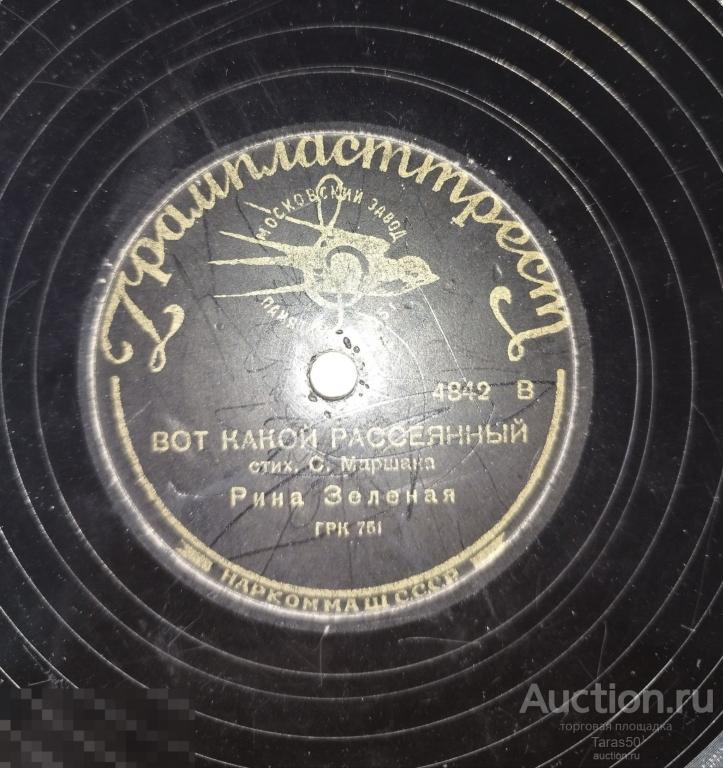 Грампласттрест
МОСКОВСКИЙ ЗАВОД
4842 В
ВОТ КАКОЙ РАССЕЯННЫЙ
стих. С. Маршака
Рина Зеленая
ГРК 751
НАРКОММАШ СССР
Auction.ru
торговая площадка
Taras50
auction.ru